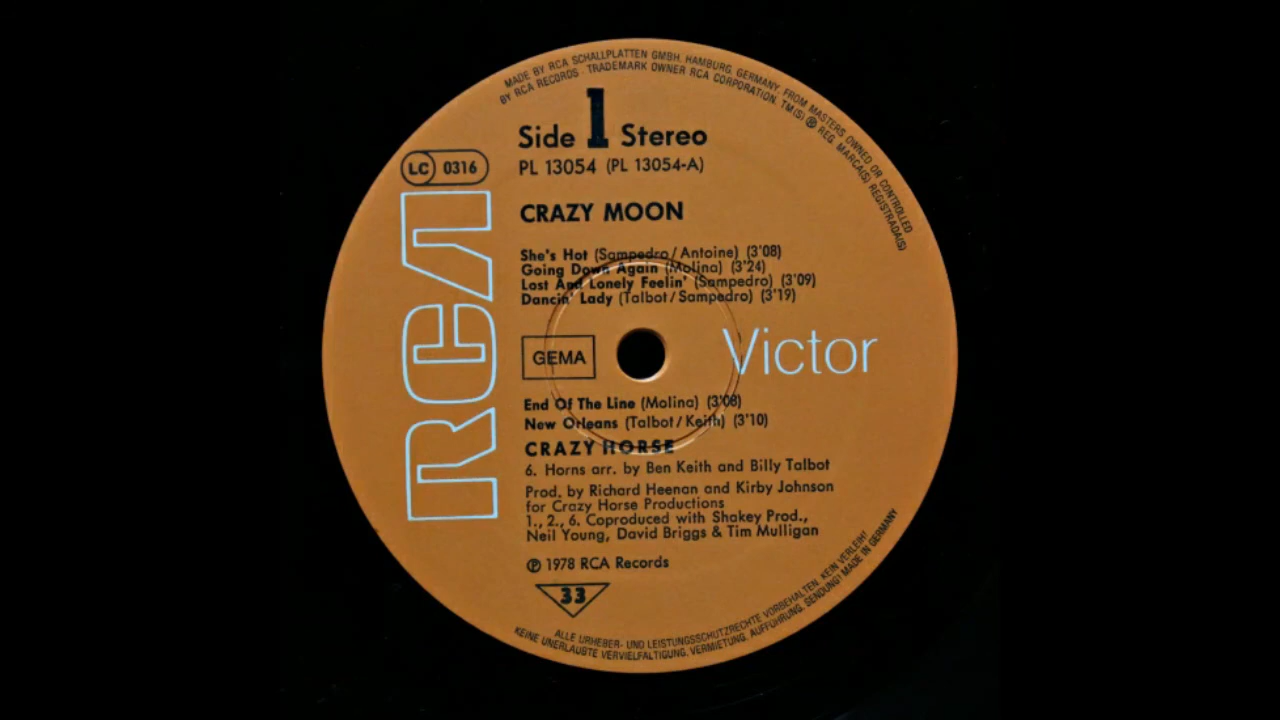 MADE BY RCA SCHALLPLATTEN GMBH, HAMBURG, GERMANY, FROM MASTERS OWNED OR CONTROLLED
BY RCA RECORDS · TRADEMARK OWNER RCA CORPORATION. TM(S) ® REG. MARCA(S) REGISTRADA(S)
Side 1 Stereo
PL 13054 (PL 13054-A)
LC 0316
RCA
CRAZY MOON
She's Hot (Sampedro/Antoine) (3'08)
Going Down Again (Molina) (3'24)
Lost And Lonely Feelin' (Sampedro) (3'09)
Dancin' Lady (Talbot/Sampedro) (3'19)
GEMA
Victor
End Of The Line (Molina) (3'08)
New Orleans (Talbot/Keith) (3'10)
CRAZY HORSE
6. Horns arr. by Ben Keith and Billy Talbot
Prod. by Richard Heenan and Kirby Johnson
for Crazy Horse Productions
1., 2., 6. Coproduced with Shakey Prod.,
Neil Young, David Briggs & Tim Mulligan
℗ 1978 RCA Records
33
ALLE URHEBER- UND LEISTUNGSSCHUTZRECHTE VORBEHALTEN. KEIN VERLEIH!
KEINE UNERLAUBTE VERVIELFÄLTIGUNG, VERMIETUNG, AUFFÜHRUNG, SENDUNG! MADE IN GERMANY